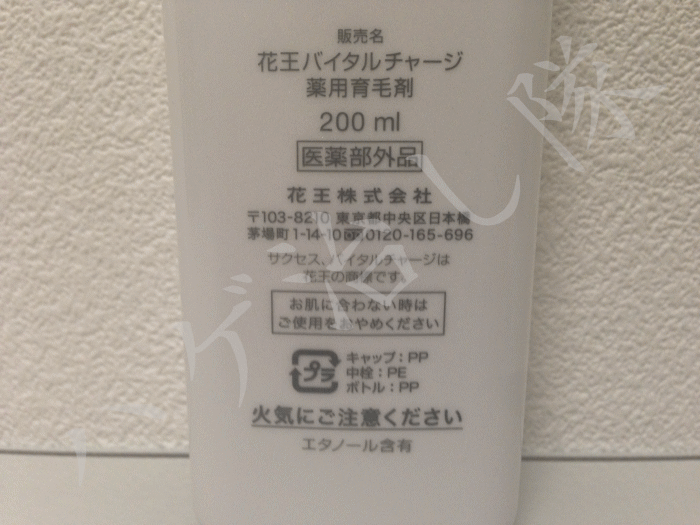 販売名
花王バイタルチャージ
薬用育毛剤
200 ml
医薬部外品
花王株式会社
〒103-8210 東京都中央区日本橋
茅場町1-14-10 0120-165-696
サクセス、バイタルチャージは
花王の商標です。
お肌に合わない時は
ご使用をおやめください
プラ
キャップ:PP
中栓:PE
ボトル:PP
火気にご注意ください
エタノール含有
ハゲ治し隊